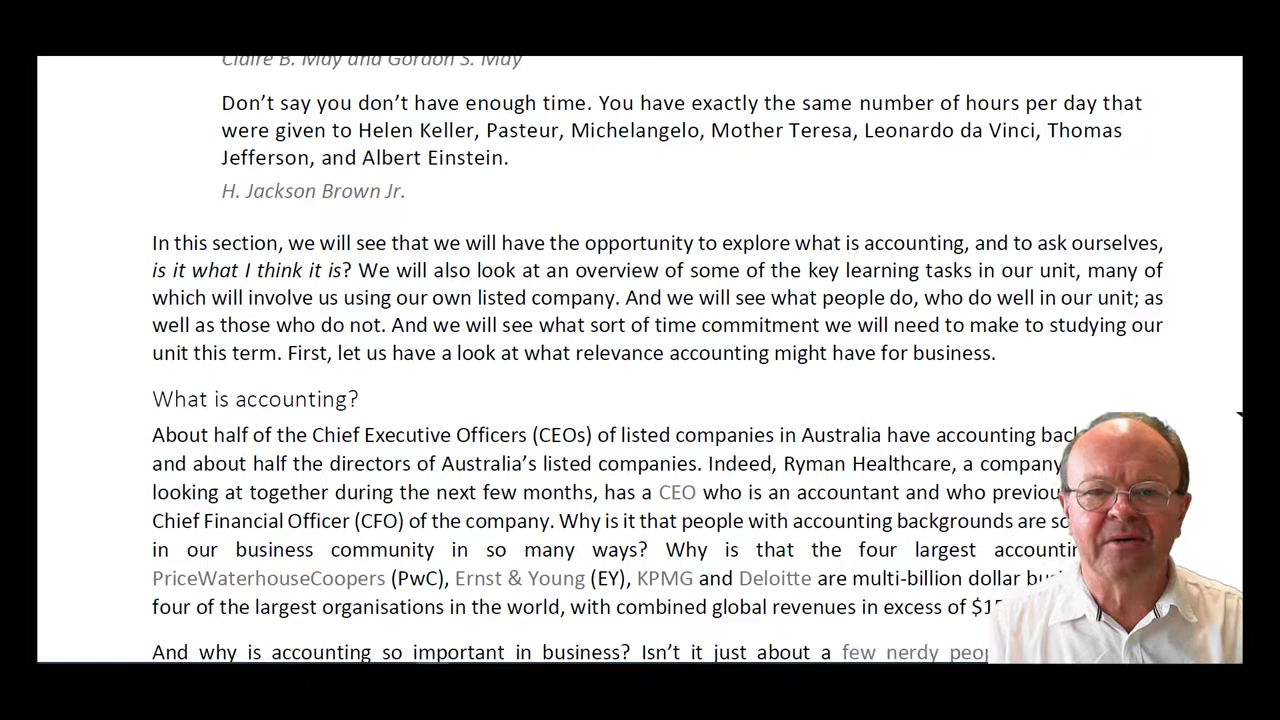 Claire B. May and Gordon S. May
Don’t say you don’t have enough time. You have exactly the same number of hours per day that
were given to Helen Keller, Pasteur, Michelangelo, Mother Teresa, Leonardo da Vinci, Thomas
Jefferson, and Albert Einstein.
H. Jackson Brown Jr.
In this section, we will see that we will have the opportunity to explore what is accounting, and to ask ourselves,
is it what I think it is? We will also look at an overview of some of the key learning tasks in our unit, many of
which will involve us using our own listed company. And we will see what people do, who do well in our unit; as
well as those who do not. And we will see what sort of time commitment we will need to make to studying our
unit this term. First, let us have a look at what relevance accounting might have for business.
What is accounting?
About half of the Chief Executive Officers (CEOs) of listed companies in Australia have accounting
and about half the directors of Australia’s listed companies. Indeed, Ryman Healthcare, a company
looking at together during the next few months, has a CEO who is an accountant and who
Chief Financial Officer (CFO) of the company. Why is it that people with accounting backgrounds are
in our business community in so many ways? Why is that the four largest
PriceWaterhouseCoopers (PwC), Ernst & Young (EY), KPMG and Deloitte are multi-billion dollar
four of the largest organisations in the world, with combined global revenues in excess of
And why is accounting so important in business? Isn’t it just about a few nerdy